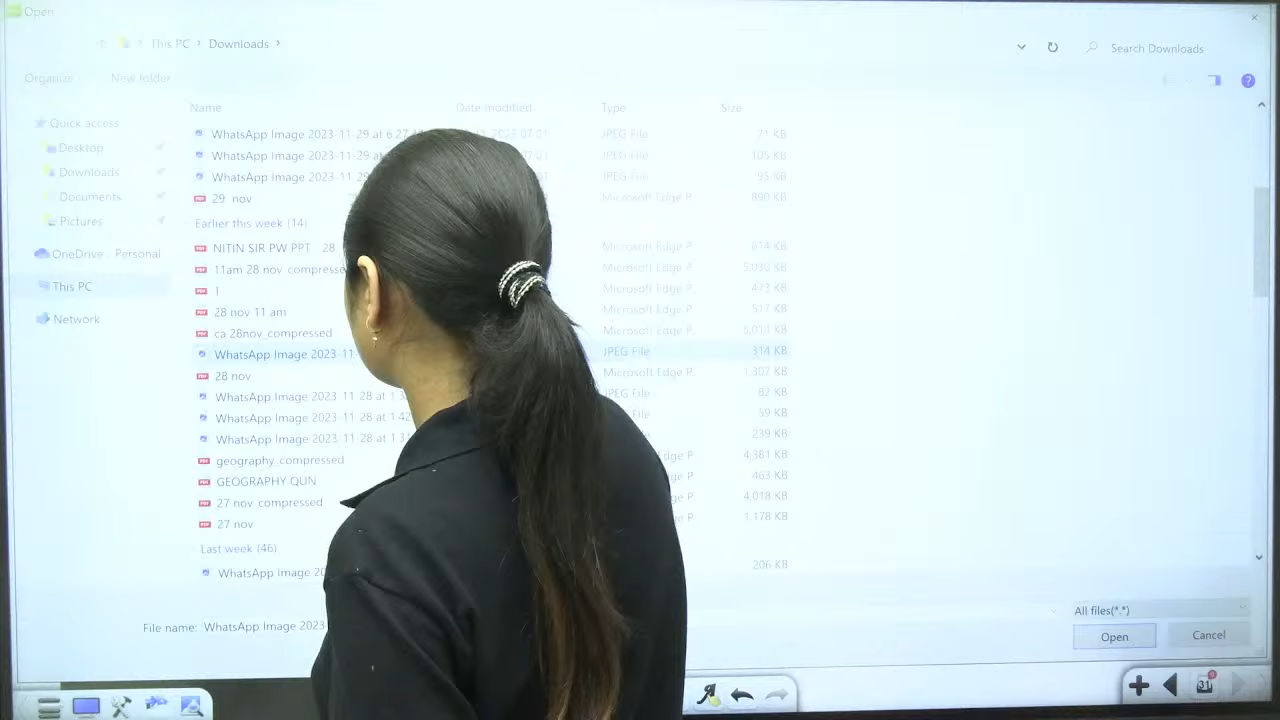 Open
This PC > Downloads >
Search Downloads
Organize
New folder
Name
Date modified
Type
Size
Quick access
Desktop
Downloads
Documents
Pictures
OneDrive - Personal
This PC
Network
WhatsApp Image 2023-11-29 at 6.27 JPEG File 71 KB
WhatsApp Image 2023-11-29 JPEG File 105 KB
WhatsApp Image 2023-11-29 JPEG File 95 KB
29 nov Microsoft Edge P... 890 KB
Earlier this week (14)
NITIN SIR PW PPT 28 Microsoft Edge P... 614 KB
11am 28 nov_compresse Microsoft Edge P... 5,030 KB
1 Microsoft Edge P... 473 KB
28 nov 11 am Microsoft Edge P... 517 KB
ca 28nov_compressed Microsoft Edge P... 5,014 KB
WhatsApp Image 2023-11 JPEG File 314 KB
28 nov Microsoft Edge P... 1,307 KB
WhatsApp Image 2023-11-28 at 1 JPEG File 82 KB
WhatsApp Image 2023-11-28 at 1.42 File 59 KB
WhatsApp Image 2023-11-28 at 1.3 239 KB
geography_compressed ge P... 4,381 KB
GEOGRAPHY QUN ge P... 463 KB
27 nov_compressed ge P... 4,018 KB
27 nov ge P... 1,178 KB
Last week (46)
WhatsApp Image 20 206 KB
File name: WhatsApp Image 2023
All files(*.*)
Open
Cancel
31